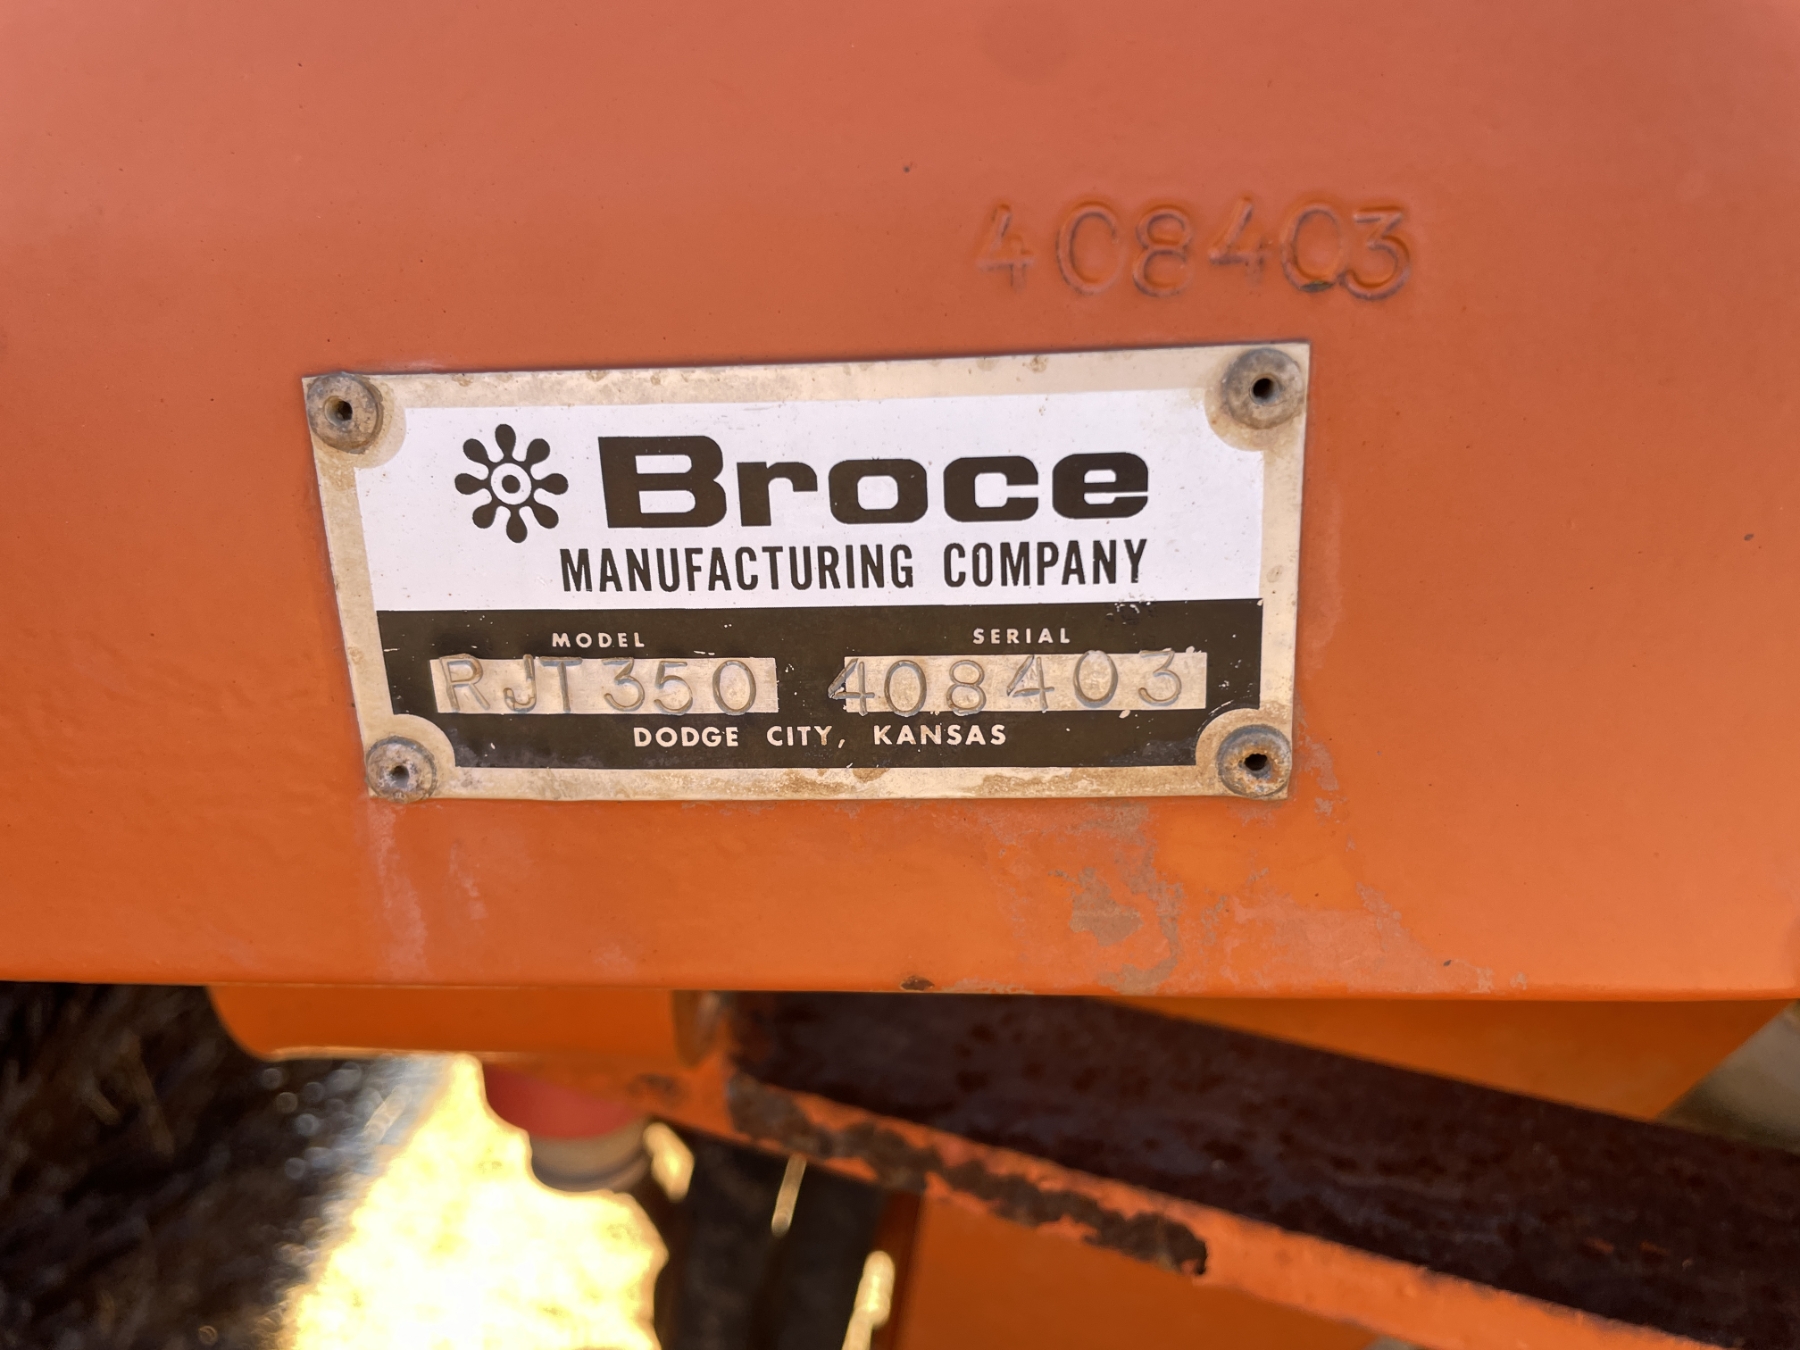 408403
Broce
MANUFACTURING COMPANY
MODEL SERIAL
RJT350 408403
DODGE CITY, KANSAS